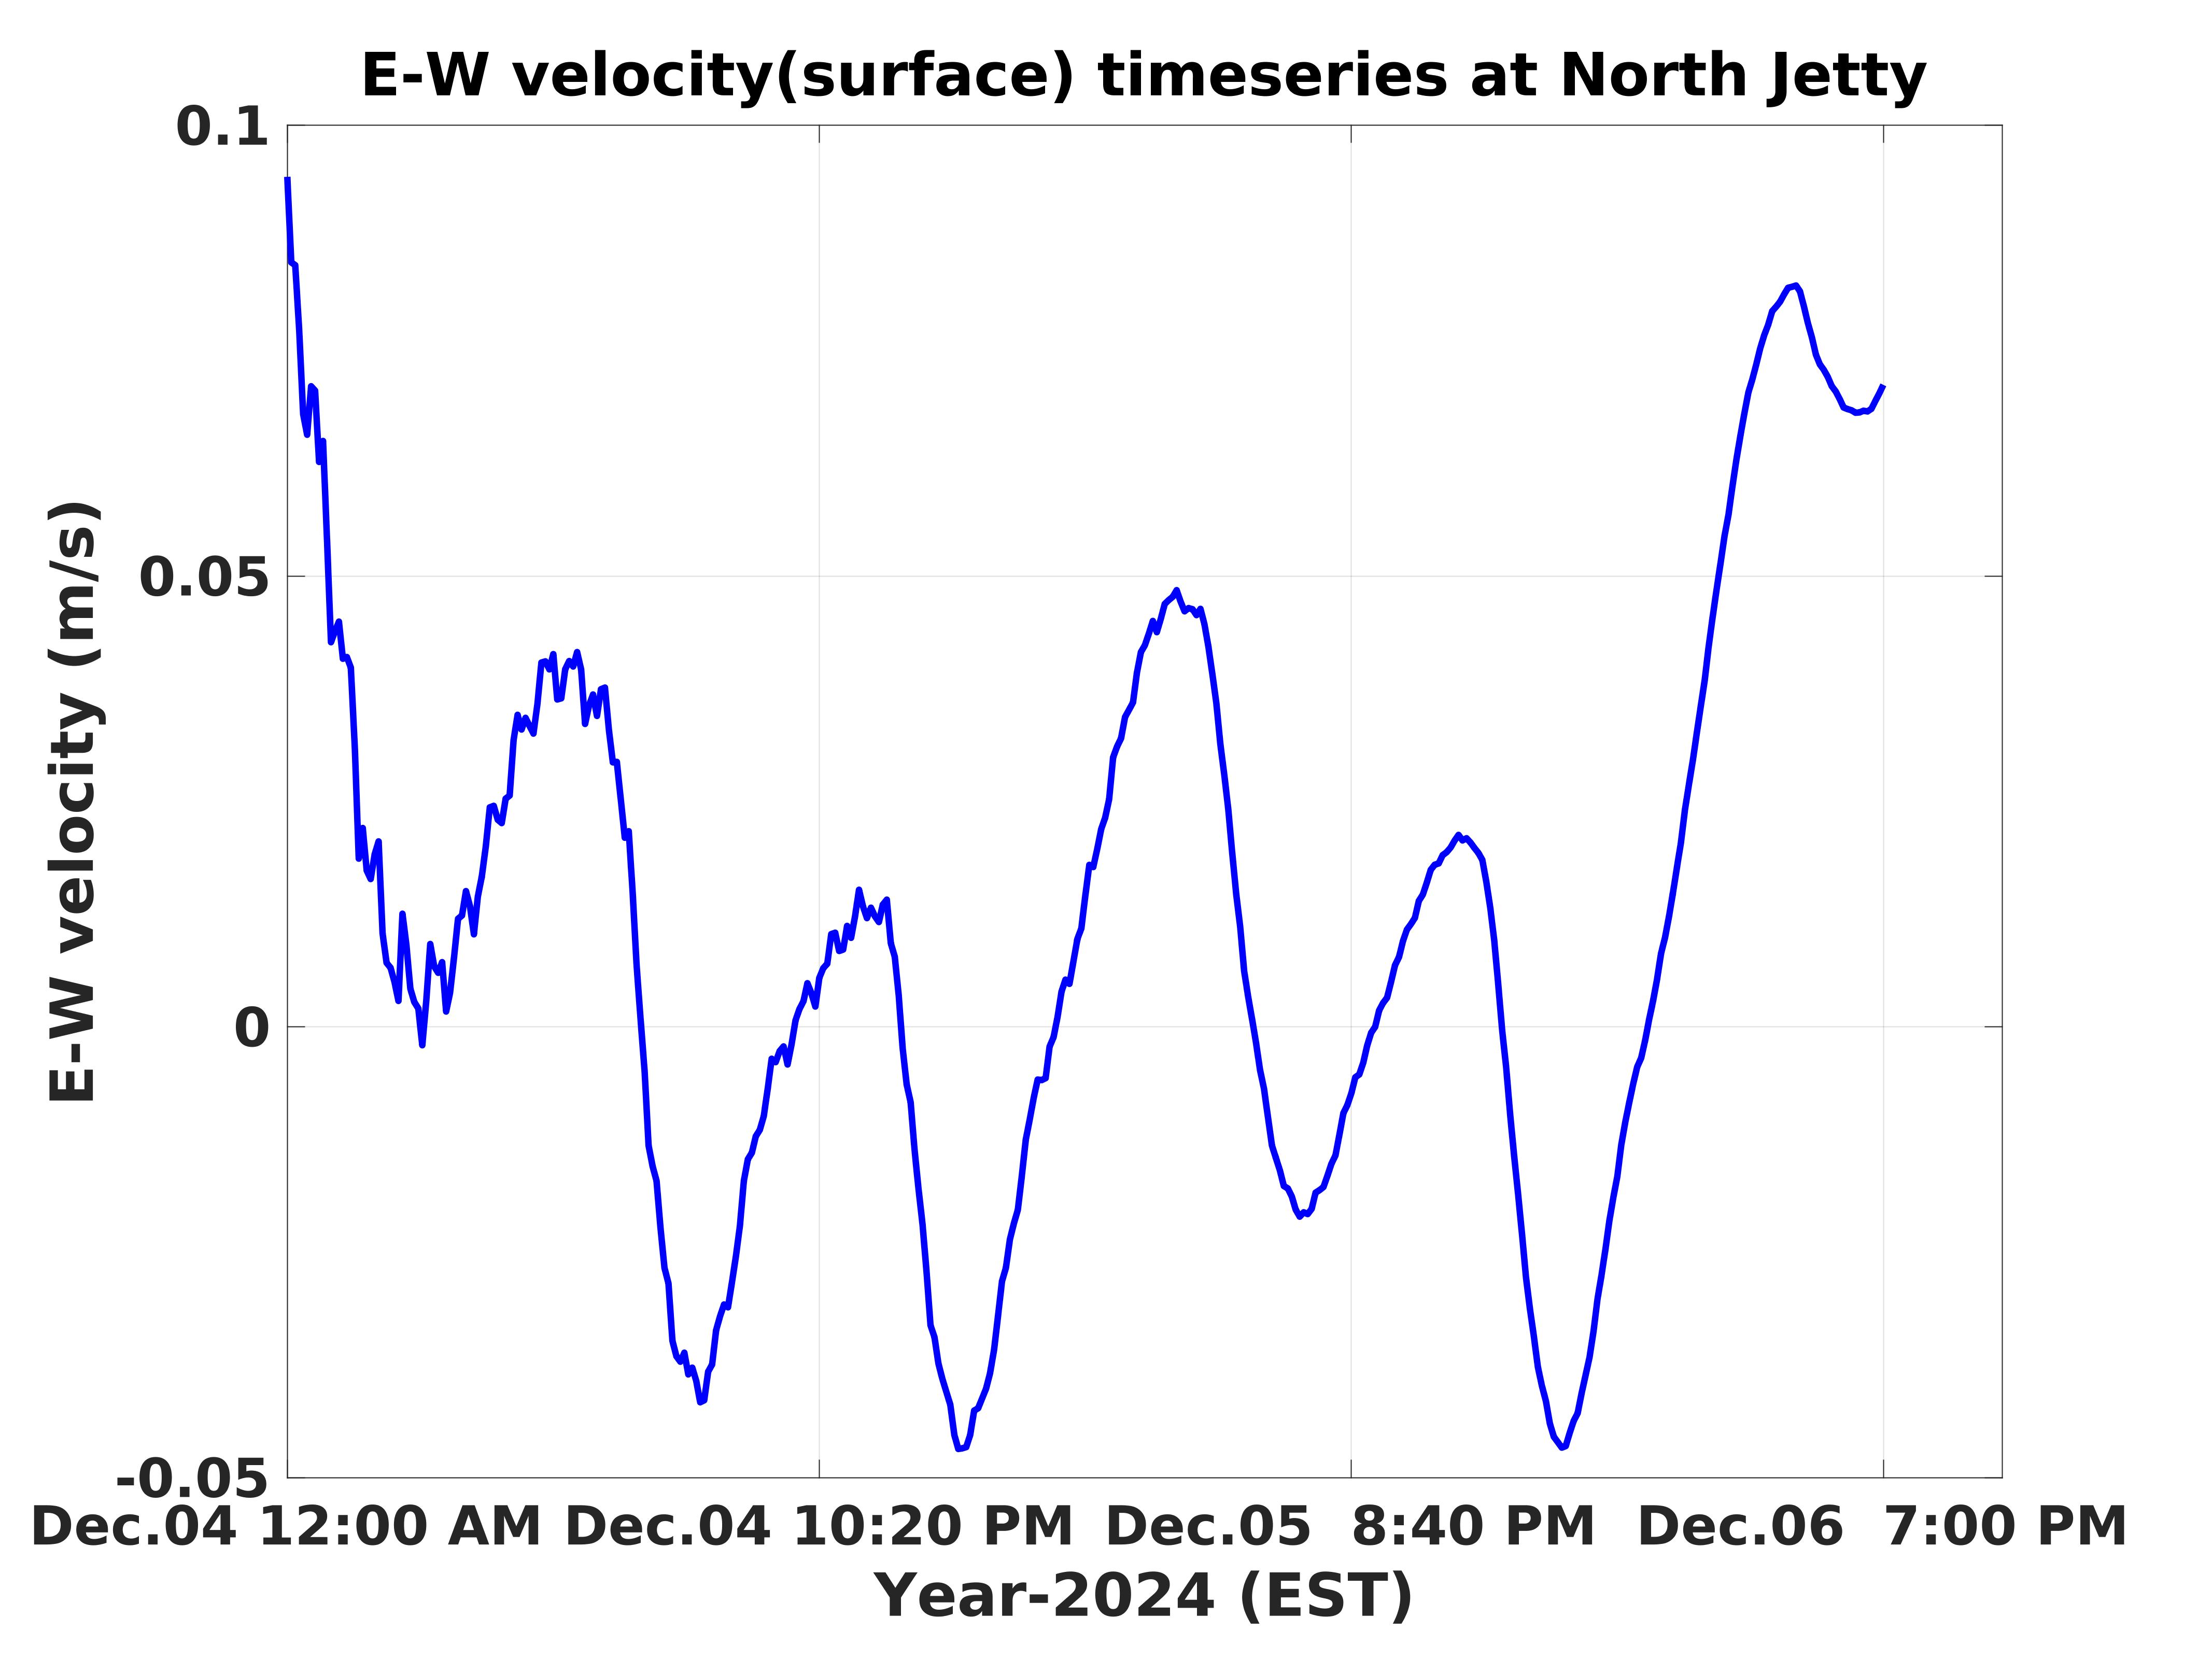 E-W velocity(surface) timeseries at North Jetty
E-W velocity (m/s)
0.1
0.05
0
-0.05
Dec.04 12:00 AM Dec.04 10:20 PM Dec.05 8:40 PM Dec.06 7:00 PM
Year-2024 (EST)